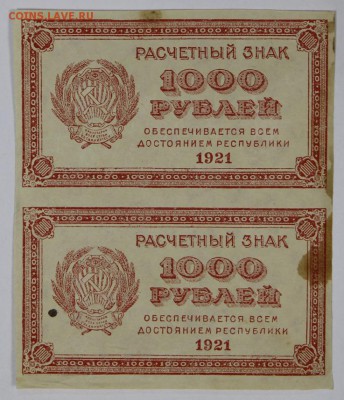 COINS.LAVE.RU
РАСЧЕТНЫЙ ЗНАК
1000
РУБЛЕЙ
ОБЕСПЕЧИВАЕТСЯ ВСЕМ
ДОСТОЯНИЕМ РЕСПУБЛИКИ
1921
РАСЧЕТНЫЙ ЗНАК
1000
РУБЛЕЙ
ОБЕСПЕЧИВАЕТСЯ ВСЕМ
ДОСТОЯНИЕМ РЕСПУБЛИКИ
1921